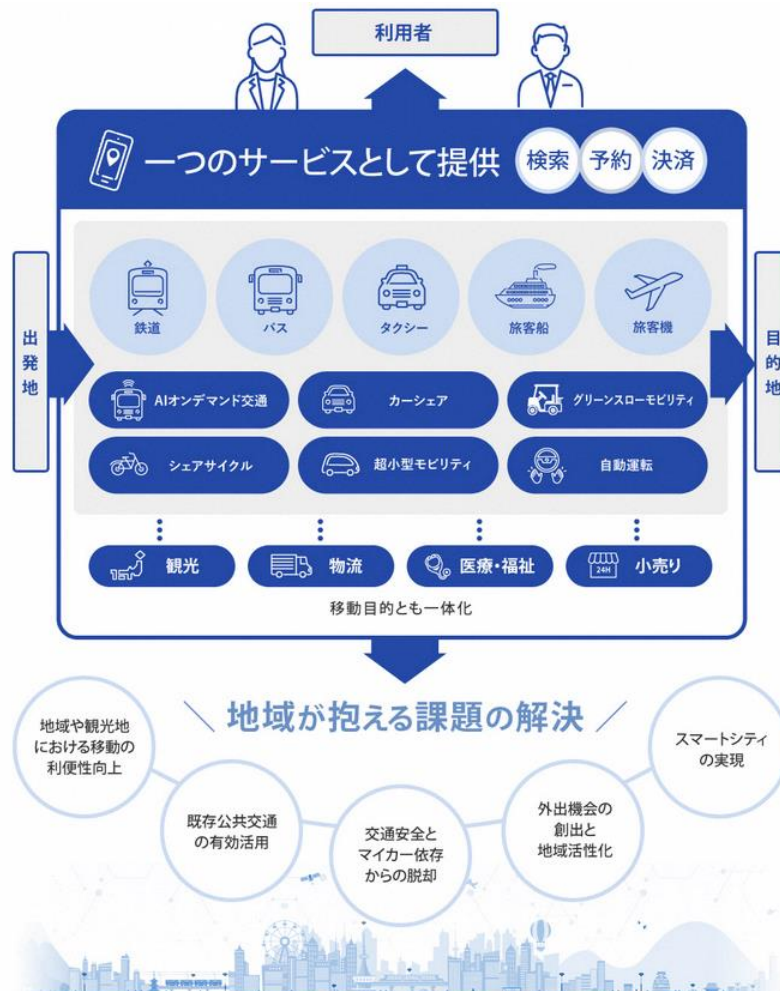 利用者
一つのサービスとして提供
検索 予約 決済
出発地
目的地
鉄道
バス
タクシー
旅客船
旅客機
AIオンデマンド交通
カーシェア
グリーンスローモビリティ
シェアサイクル
超小型モビリティ
自動運転
観光
物流
医療・福祉
24H
小売り
移動目的とも一体化
地域が抱える課題の解決
地域や観光地
における移動の
利便性向上
既存公共交通
の有効活用
交通安全と
マイカー依存
からの脱却
外出機会の
創出と
地域活性化
スマートシティ
の実現